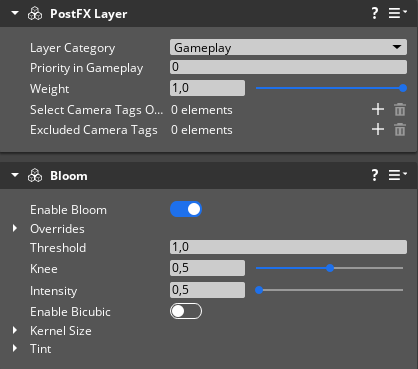 PostFX Layer ?
Layer Category Gameplay
Priority in Gameplay 0
Weight 1,0
Select Camera Tags O... 0 elements
Excluded Camera Tags 0 elements
Bloom ?
Enable Bloom
Overrides
Threshold 1,0
Knee 0,5
Intensity 0,5
Enable Bicubic
Kernel Size
Tint